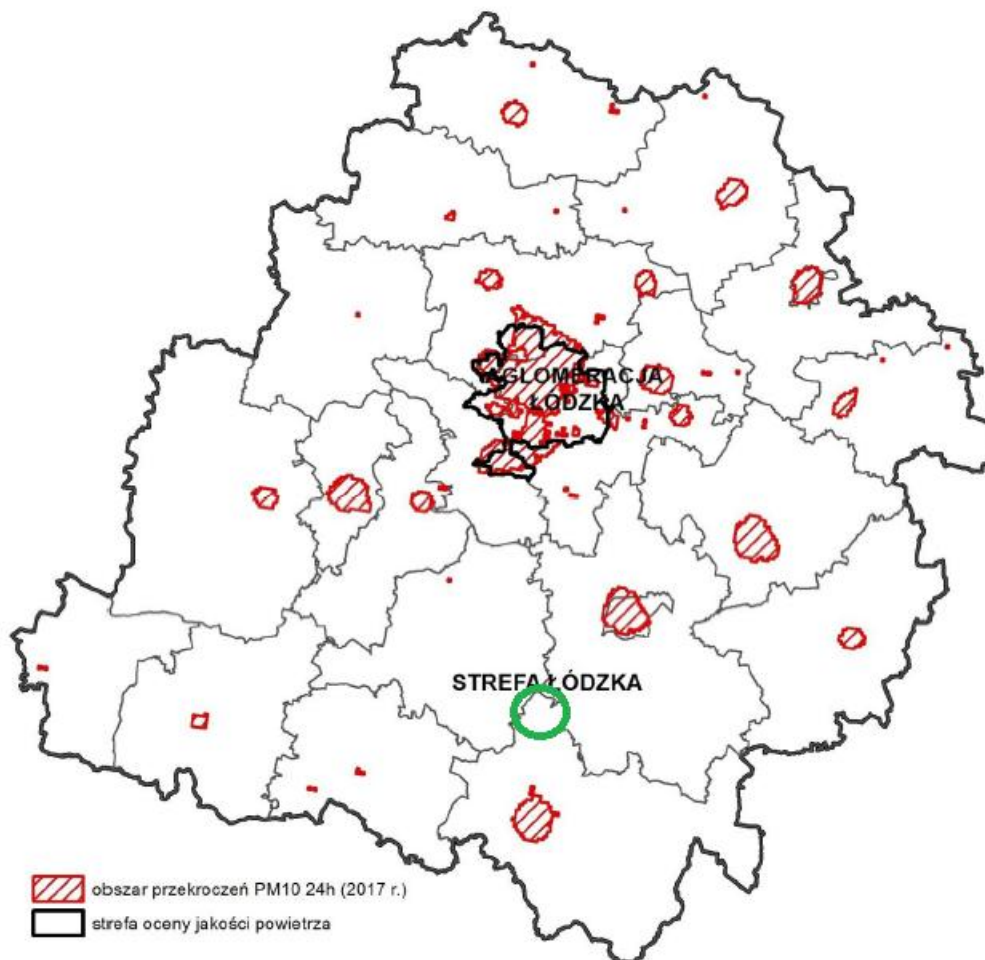 AGLOMERACJA
ŁÓDZKA
STREFA ŁÓDZKA
obszar przekroczeń PM10 24h (2017 r.)
strefa oceny jakości powietrza